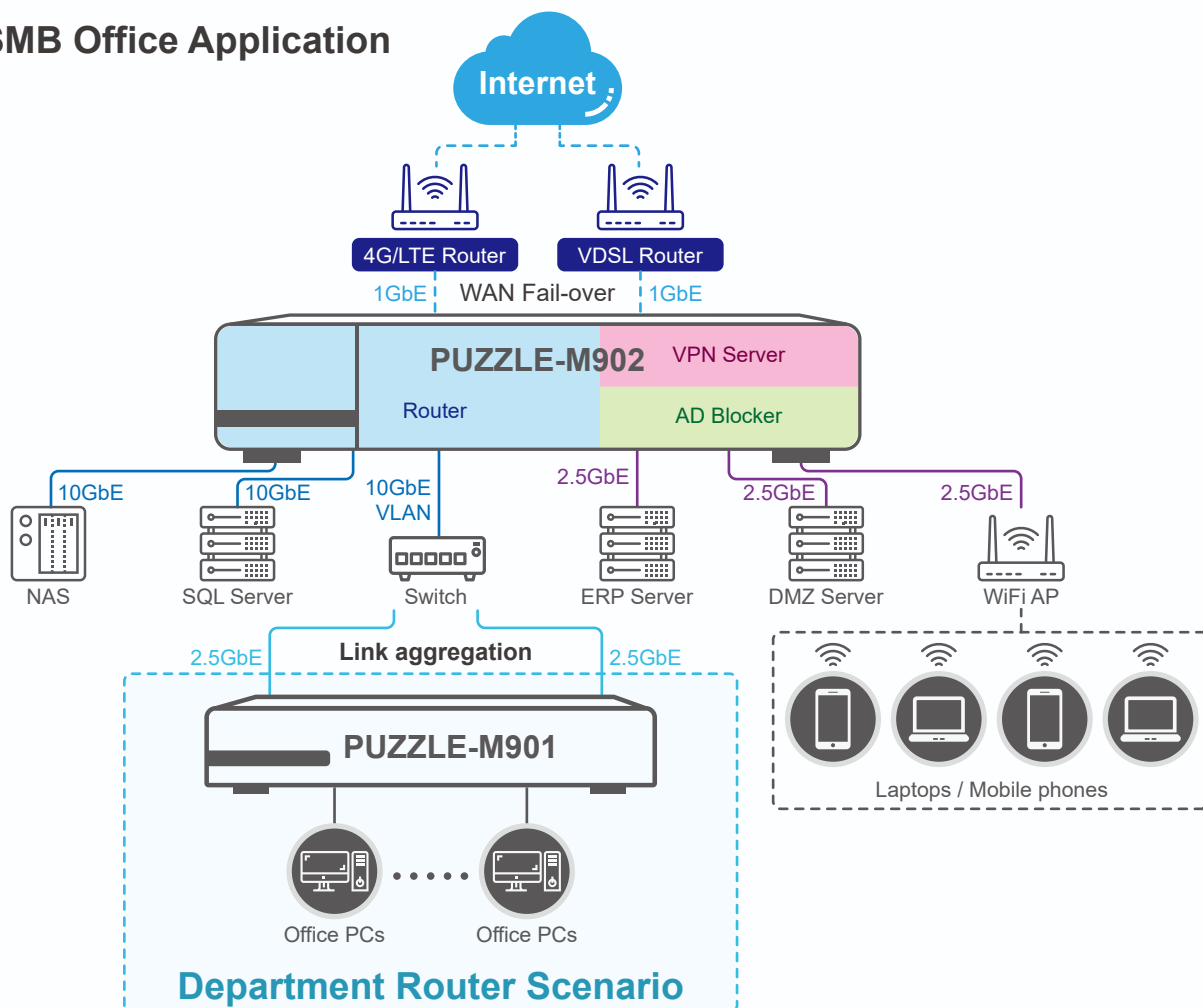 SMB Office Application
Internet
4G/LTE Router
VDSL Router
1GbE
WAN Fail-over
1GbE
PUZZLE-M902
VPN Server
Router
AD Blocker
10GbE
10GbE
10GbE
VLAN
2.5GbE
2.5GbE
2.5GbE
NAS
SQL Server
Switch
ERP Server
DMZ Server
WiFi AP
2.5GbE
Link aggregation
2.5GbE
PUZZLE-M901
Laptops / Mobile phones
Office PCs
Office PCs
Department Router Scenario